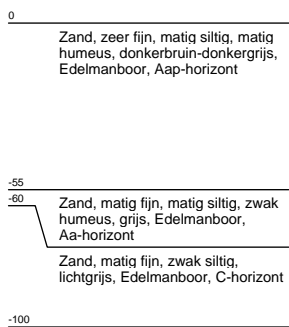 0
Zand, zeer fijn, matig siltig, matig
humeus, donkerbruin-donkergrijs,
Edelmanboor, Aap-horizont
-55
-60
Zand, matig fijn, matig siltig, zwak
humeus, grijs, Edelmanboor,
Aa-horizont
Zand, matig fijn, zwak siltig,
lichtgrijs, Edelmanboor, C-horizont
-100